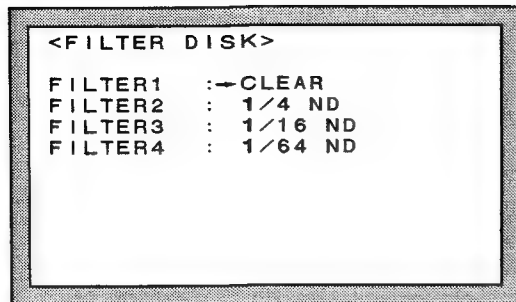 <FILTER DISK>
FILTER1 :→CLEAR
FILTER2 : 1/4 ND
FILTER3 : 1/16 ND
FILTER4 : 1/64 ND